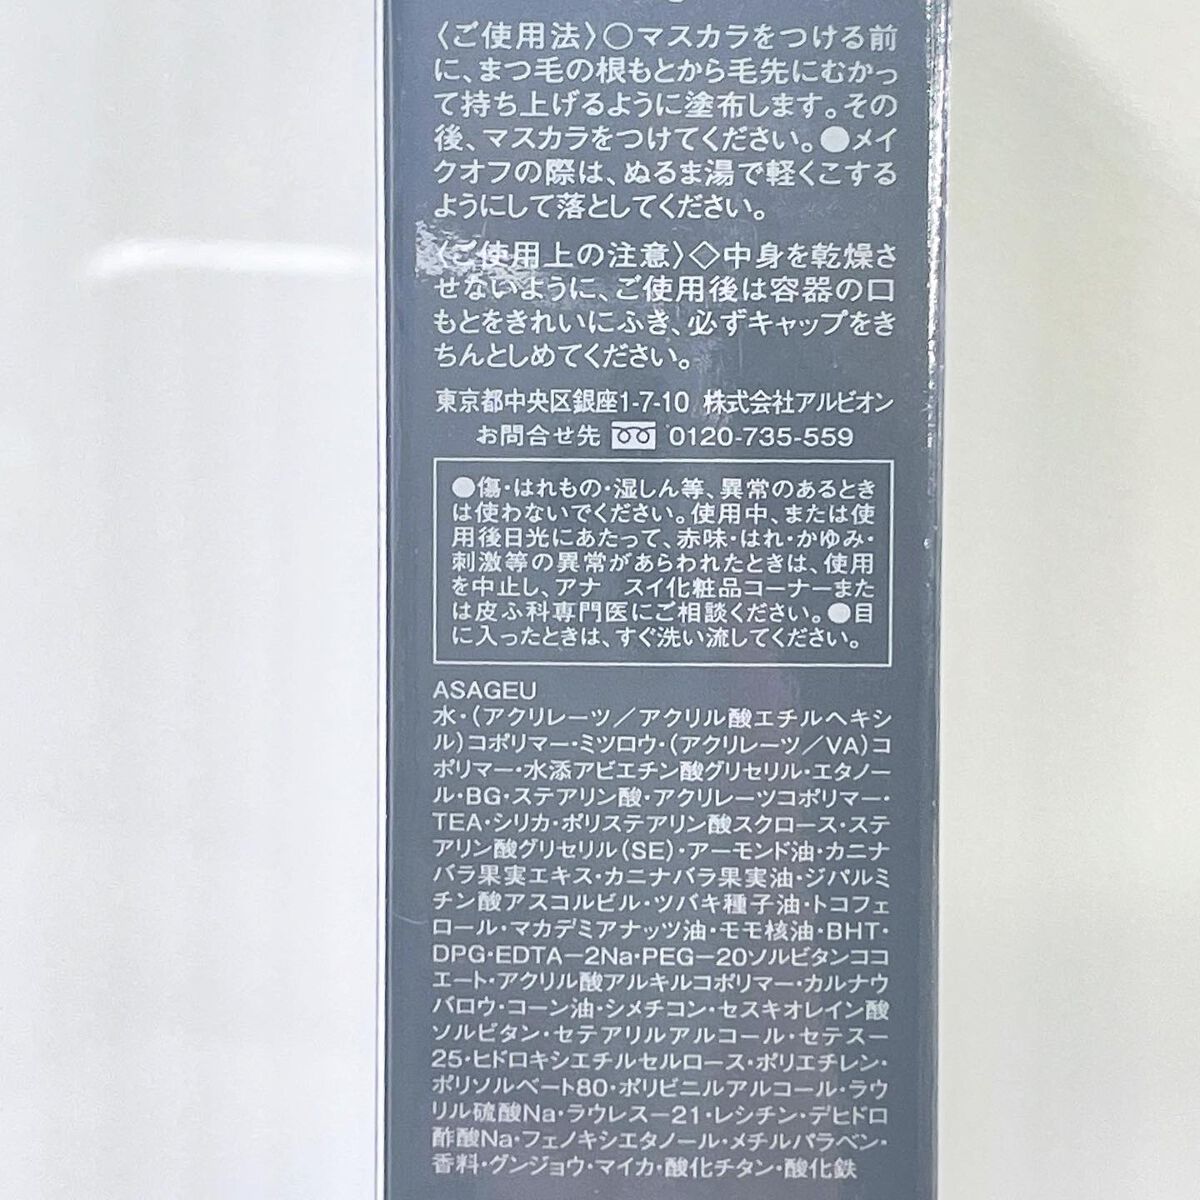 〈ご使用法〉○マスカラをつける前
に、まつ毛の根もとから毛先にむかっ
て持ち上げるように塗布します。その
後、マスカラをつけてください。●メイ
クオフの際は、ぬるま湯で軽くこする
ようにして落としてください。
〈ご使用上の注意〉◇中身を乾燥さ
せないように、ご使用後は容器の口
もとをきれいにふき、必ずキャップをき
ちんとしめてください。
東京都中央区銀座1-7-10 株式会社アルビオン
お問合せ先 0120-735-559
●傷・はれもの・湿しん等、異常のあるとき
は使わないでください。使用中、または使
用後日光にあたって、赤味・はれ・かゆみ・
刺激等の異常があらわれたときは、使用
を中止し、アナ スイ化粧品コーナーまた
は皮ふ科専門医にご相談ください。●目
に入ったときは、すぐ洗い流してください。
ASAGEU
水・(アクリレーツ/アクリル酸エチルヘキシ
ル)コポリマー・ミツロウ・(アクリレーツ/VA)コ
ポリマー・水添アビエチン酸グリセリル・エタノー
ル・BG・ステアリン酸・アクリレーツコポリマー・
TEA・シリカ・ポリステアリン酸スクロース・ステ
アリン酸グリセリル(SE)・アーモンド油・カニナ
バラ果実エキス・カニナバラ果実油・ジパルミ
チン酸アスコルビル・ツバキ種子油・トコフェ
ロール・マカデミアナッツ油・モモ核油・BHT・
DPG・EDTA-2Na・PEG-20ソルビタンココ
エート・アクリル酸アルキルコポリマー・カルナウ
バロウ・コーン油・シメチコン・セスキオレイン酸
ソルビタン・セテアリルアルコール・セテス-
25・ヒドロキシエチルセルロース・ポリエチレン・
ポリソルベート80・ポリビニルアルコール・ラウ
リル硫酸Na・ラウレス-21・レシチン・デヒドロ
酢酸Na・フェノキシエタノール・メチルパラベン・
香料・グンジョウ・マイカ・酸化チタン・酸化鉄